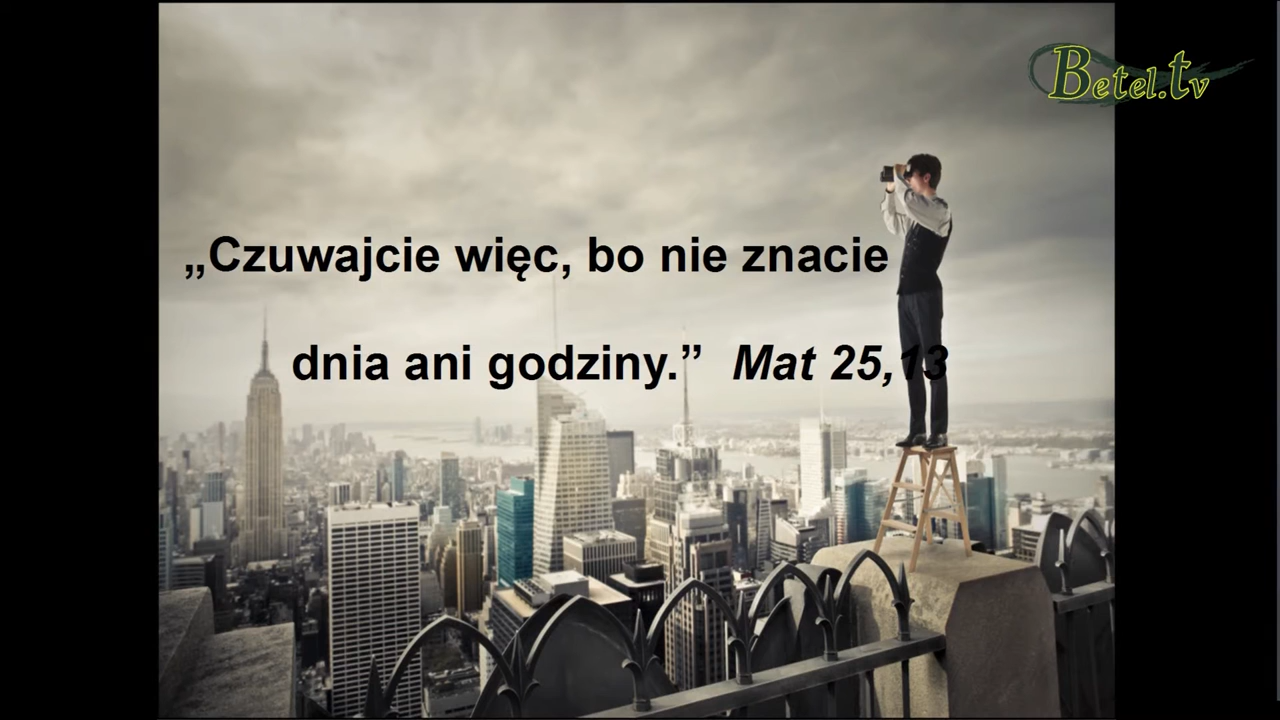 Betel.tv
„Czuwajcie więc, bo nie znacie
dnia ani godziny.” Mat 25,13